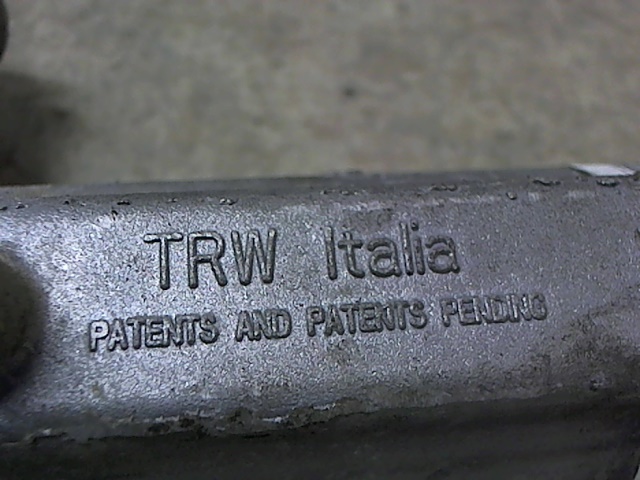 TRW Italia
PATENTS AND PATENTS PENDING